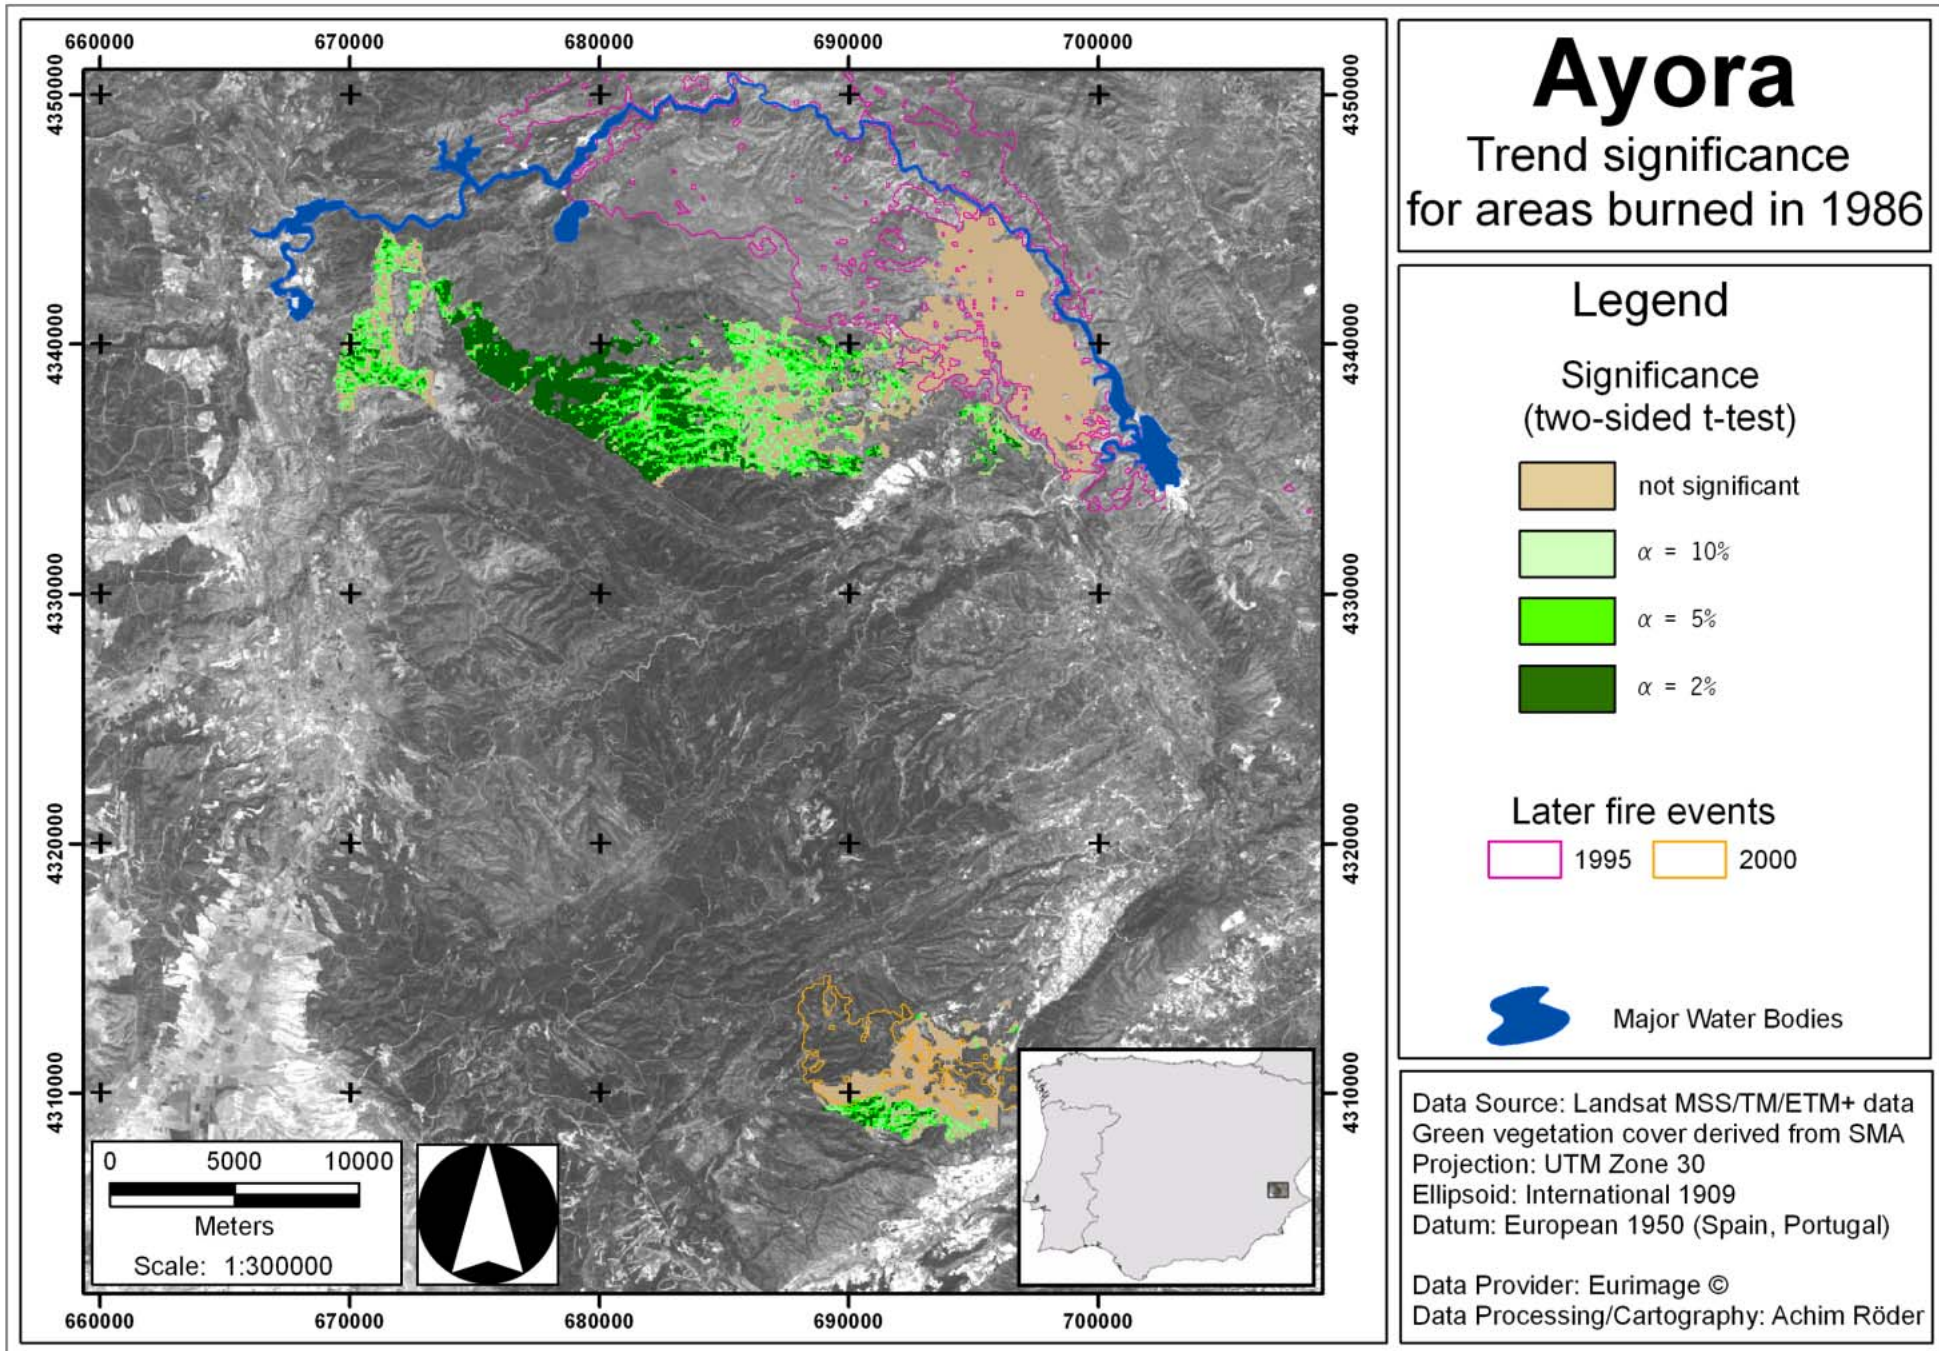 660000
670000
680000
690000
700000
4350000
4350000
4340000
4340000
4330000
4330000
4320000
4320000
4310000
4310000
0 5000 10000
Meters
Scale: 1:300000
660000
670000
680000
690000
700000
Ayora
Trend significance
for areas burned in 1986
Legend
Significance
(two-sided t-test)
not significant
α = 10%
α = 5%
α = 2%
Later fire events
1995
2000
Major Water Bodies
Data Source: Landsat MSS/TM/ETM+ data
Green vegetation cover derived from SMA
Projection: UTM Zone 30
Ellipsoid: International 1909
Datum: European 1950 (Spain, Portugal)
Data Provider: Eurimage ©
Data Processing/Cartography: Achim Röder